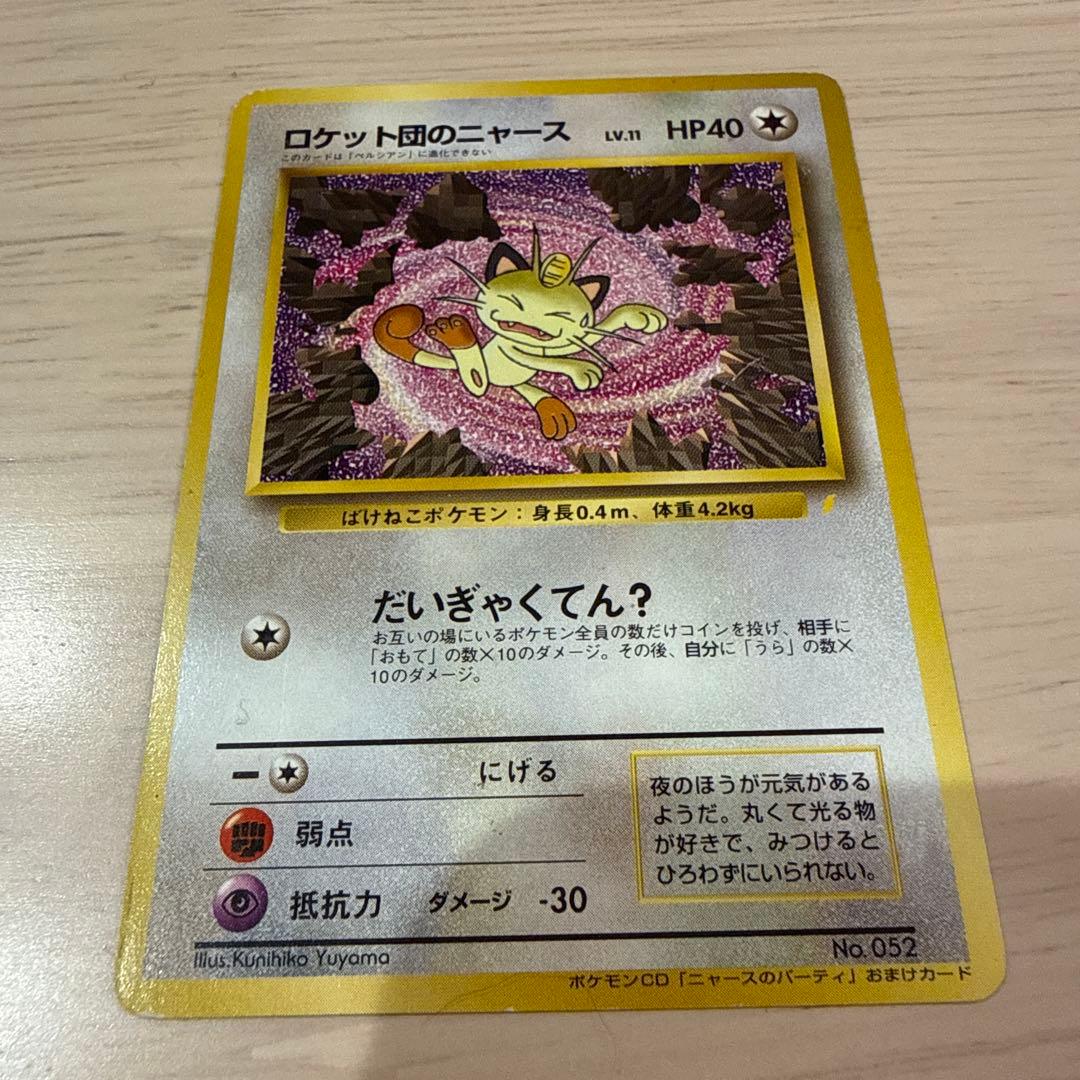 ロケット団のニャース LV.11 HP40
このカードは「ペルシアン」に進化できない
ばけねこポケモン：身長0.4m、体重4.2kg
だいぎゃくてん？
お互いの場にいるポケモン全員の数だけコインを投げ、相手に
「おもて」の数×10のダメージ。その後、自分に「うら」の数×
10のダメージ。
にげる
弱点
抵抗力 ダメージ -30
夜のほうが元気がある
ようだ。丸くて光る物
が好きで、みつけると
ひろわずにいられない。
Illus.Kunihiko Yuyama
No.052
ポケモンCD「ニャースのパーティ」おまけカード